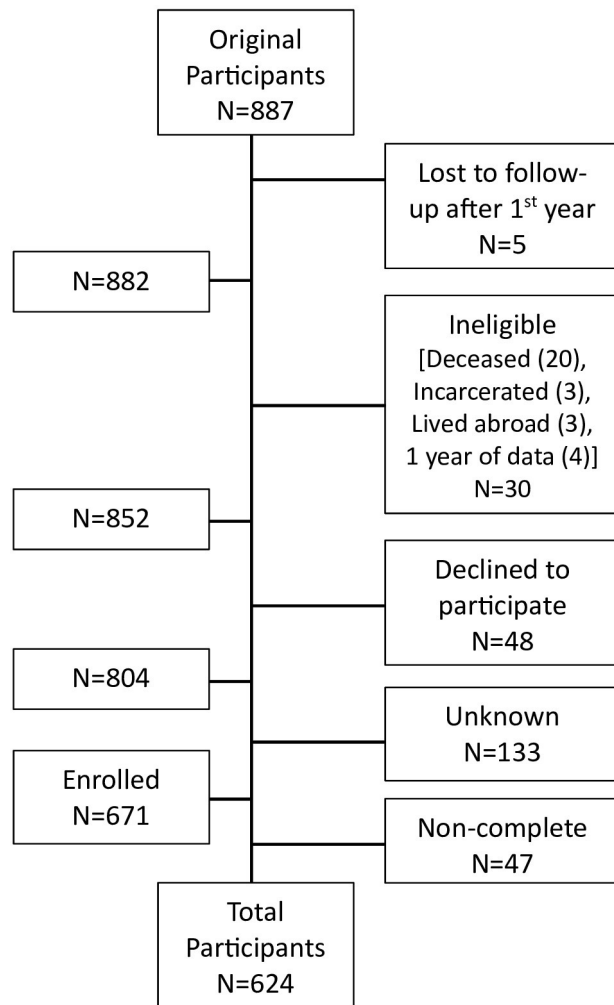 Original
Participants
N=887
Lost to follow-
up after 1st year
N=5
N=882
Ineligible
[Deceased (20),
Incarcerated (3),
Lived abroad (3),
1 year of data (4)]
N=30
N=852
Declined to
participate
N=48
N=804
Unknown
N=133
Enrolled
N=671
Non-complete
N=47
Total
Participants
N=624